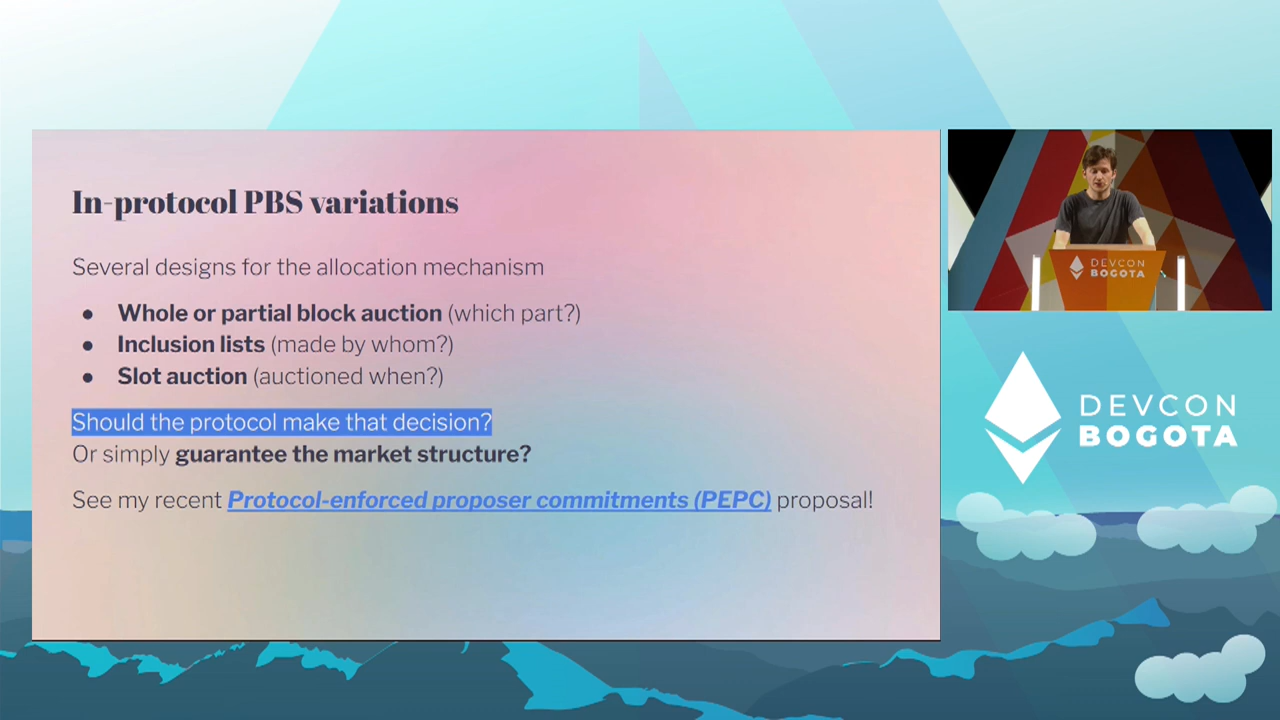 In-protocol PBS variations
Several designs for the allocation mechanism
● Whole or partial block auction (which part?)
● Inclusion lists (made by whom?)
● Slot auction (auctioned when?)
Should the protocol make that decision?
Or simply guarantee the market structure?
See my recent Protocol-enforced proposer commitments (PEPC) proposal!
DEVCON
BOGOTA
DEVCON
BOGOTA